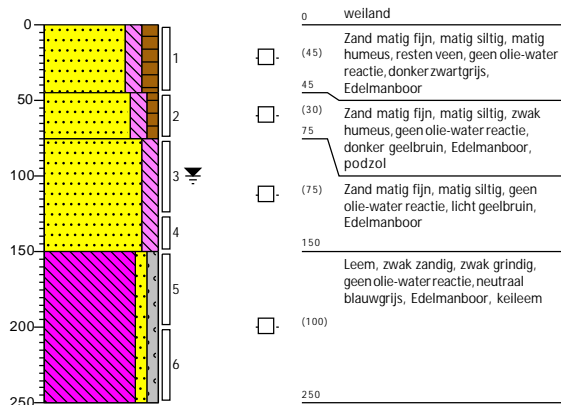 0
50
100
150
200
250
1
2
3
4
5
6
0 weiland
(45)
Zand matig fijn, matig siltig, matig
humeus, resten veen, geen olie-water
reactie, donker zwartgrijs,
Edelmanboor
45
(30)
Zand matig fijn, matig siltig, zwak
humeus, geen olie-water reactie,
donker geelbruin, Edelmanboor,
podzol
75
(75)
Zand matig fijn, matig siltig, geen
olie-water reactie, licht geelbruin,
Edelmanboor
150
Leem, zwak zandig, zwak grindig,
geen olie-water reactie, neutraal
blauwgrijs, Edelmanboor, keileem
(100)
250